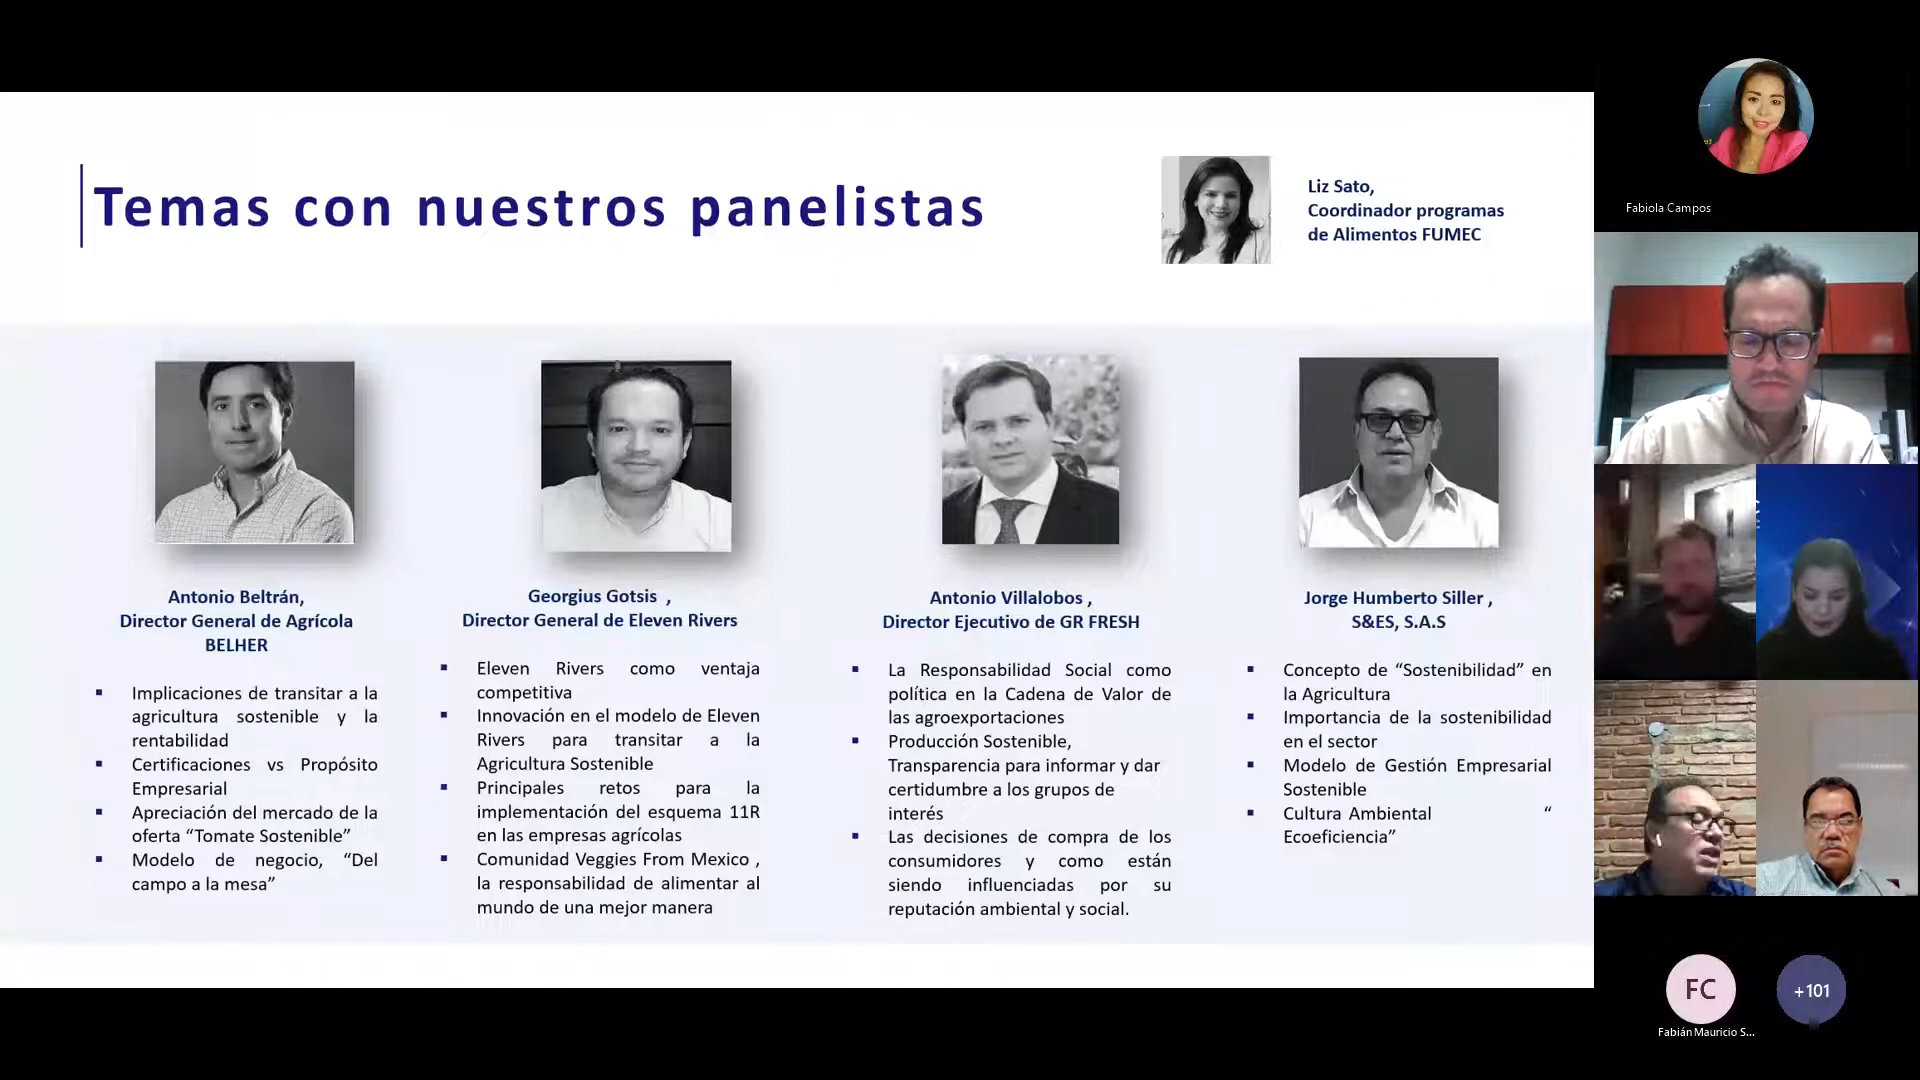 Temas con nuestros panelistas
Liz Sato,
Coordinador programas
de Alimentos FUMEC
Antonio Beltrán,
Director General de Agrícola
BELHER
▪ Implicaciones de transitar a la
agricultura sostenible y la
rentabilidad
▪ Certificaciones vs Propósito
Empresarial
▪ Apreciación del mercado de la
oferta “Tomate Sostenible”
▪ Modelo de negocio, “Del
campo a la mesa”
Georgius Gotsis ,
Director General de Eleven Rivers
▪ Eleven Rivers como ventaja
competitiva
▪ Innovación en el modelo de Eleven
Rivers para transitar a la
Agricultura Sostenible
▪ Principales retos para la
implementación del esquema 11R
en las empresas agrícolas
▪ Comunidad Veggies From Mexico ,
la responsabilidad de alimentar al
mundo de una mejor manera
Antonio Villalobos ,
Director Ejecutivo de GR FRESH
▪ La Responsabilidad Social como
política en la Cadena de Valor de
las agroexportaciones
▪ Producción Sostenible,
Transparencia para informar y dar
certidumbre a los grupos de
interés
▪ Las decisiones de compra de los
consumidores y como están
siendo influenciadas por su
reputación ambiental y social.
Jorge Humberto Siller ,
S&ES, S.A.S
▪ Concepto de “Sostenibilidad” en
la Agricultura
▪ Importancia de la sostenibilidad
en el sector
▪ Modelo de Gestión Empresarial
Sostenible
▪ Cultura Ambiental “
Ecoeficiencia”
Fabiola Campos
FC
+101
Fabián Mauricio S...